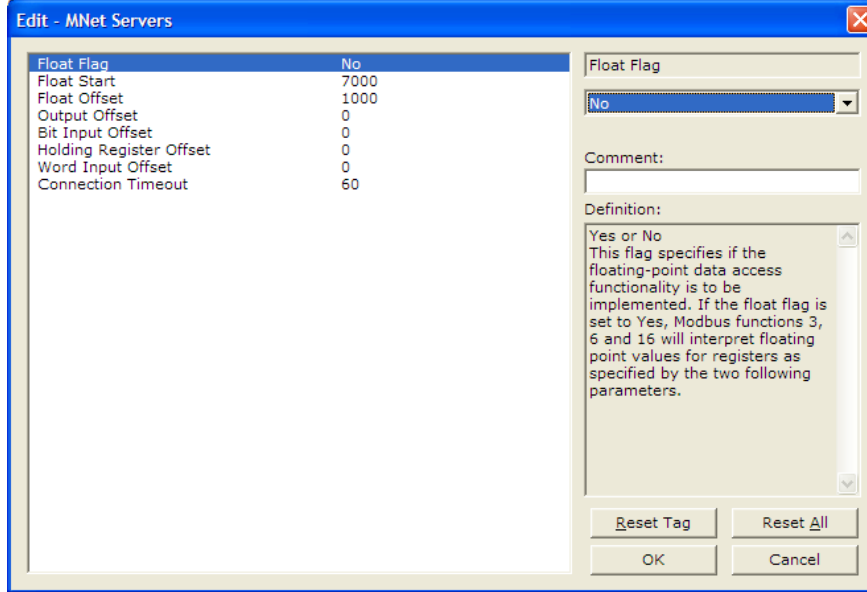 Edit - MNet Servers
Float Flag No
Float Start 7000
Float Offset 1000
Output Offset 0
Bit Input Offset 0
Holding Register Offset 0
Word Input Offset 0
Connection Timeout 60
Float Flag
No
Comment:
Definition:
Yes or No
This flag specifies if the
floating-point data access
functionality is to be
implemented. If the float flag is
set to Yes, Modbus functions 3,
6 and 16 will interpret floating
point values for registers as
specified by the two following
parameters.
Reset Tag Reset All
OK Cancel